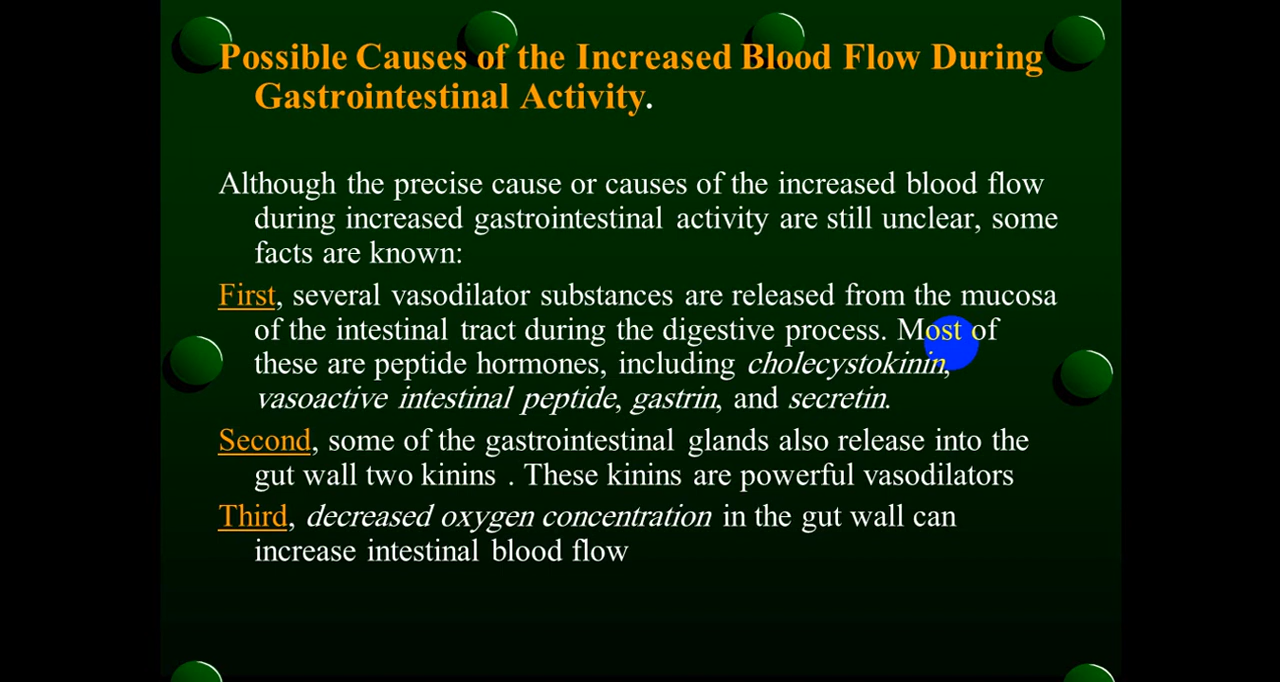 Possible Causes of the Increased Blood Flow During
Gastrointestinal Activity.
Although the precise cause or causes of the increased blood flow
during increased gastrointestinal activity are still unclear, some
facts are known:
First, several vasodilator substances are released from the mucosa
of the intestinal tract during the digestive process. Most of
these are peptide hormones, including cholecystokinin,
vasoactive intestinal peptide, gastrin, and secretin.
Second, some of the gastrointestinal glands also release into the
gut wall two kinins . These kinins are powerful vasodilators
Third, decreased oxygen concentration in the gut wall can
increase intestinal blood flow